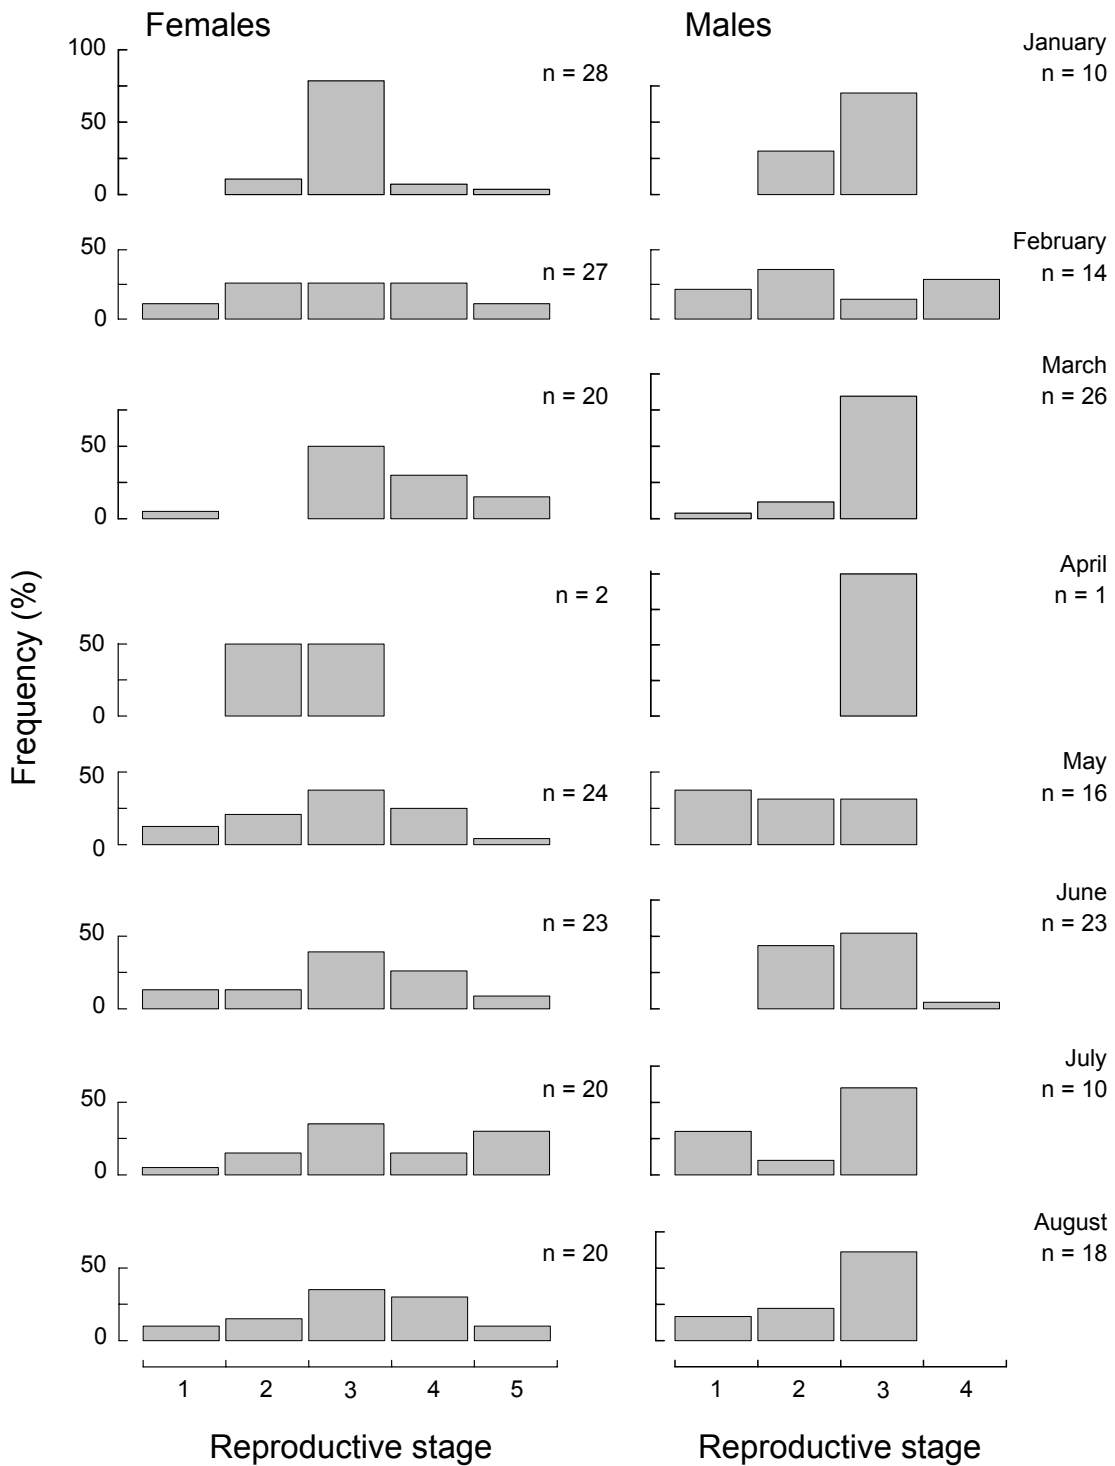 Females
Males
January
n = 10
100
n = 28
50
0
February
n = 14
50
n = 27
0
March
n = 26
n = 20
50
0
April
n = 1
n = 2
50
0
Frequency (%)
May
n = 16
50
n = 24
0
June
n = 23
n = 23
50
0
July
n = 10
n = 20
50
0
August
n = 18
n = 20
50
0
1 2 3 4 5
1 2 3 4
Reproductive stage
Reproductive stage